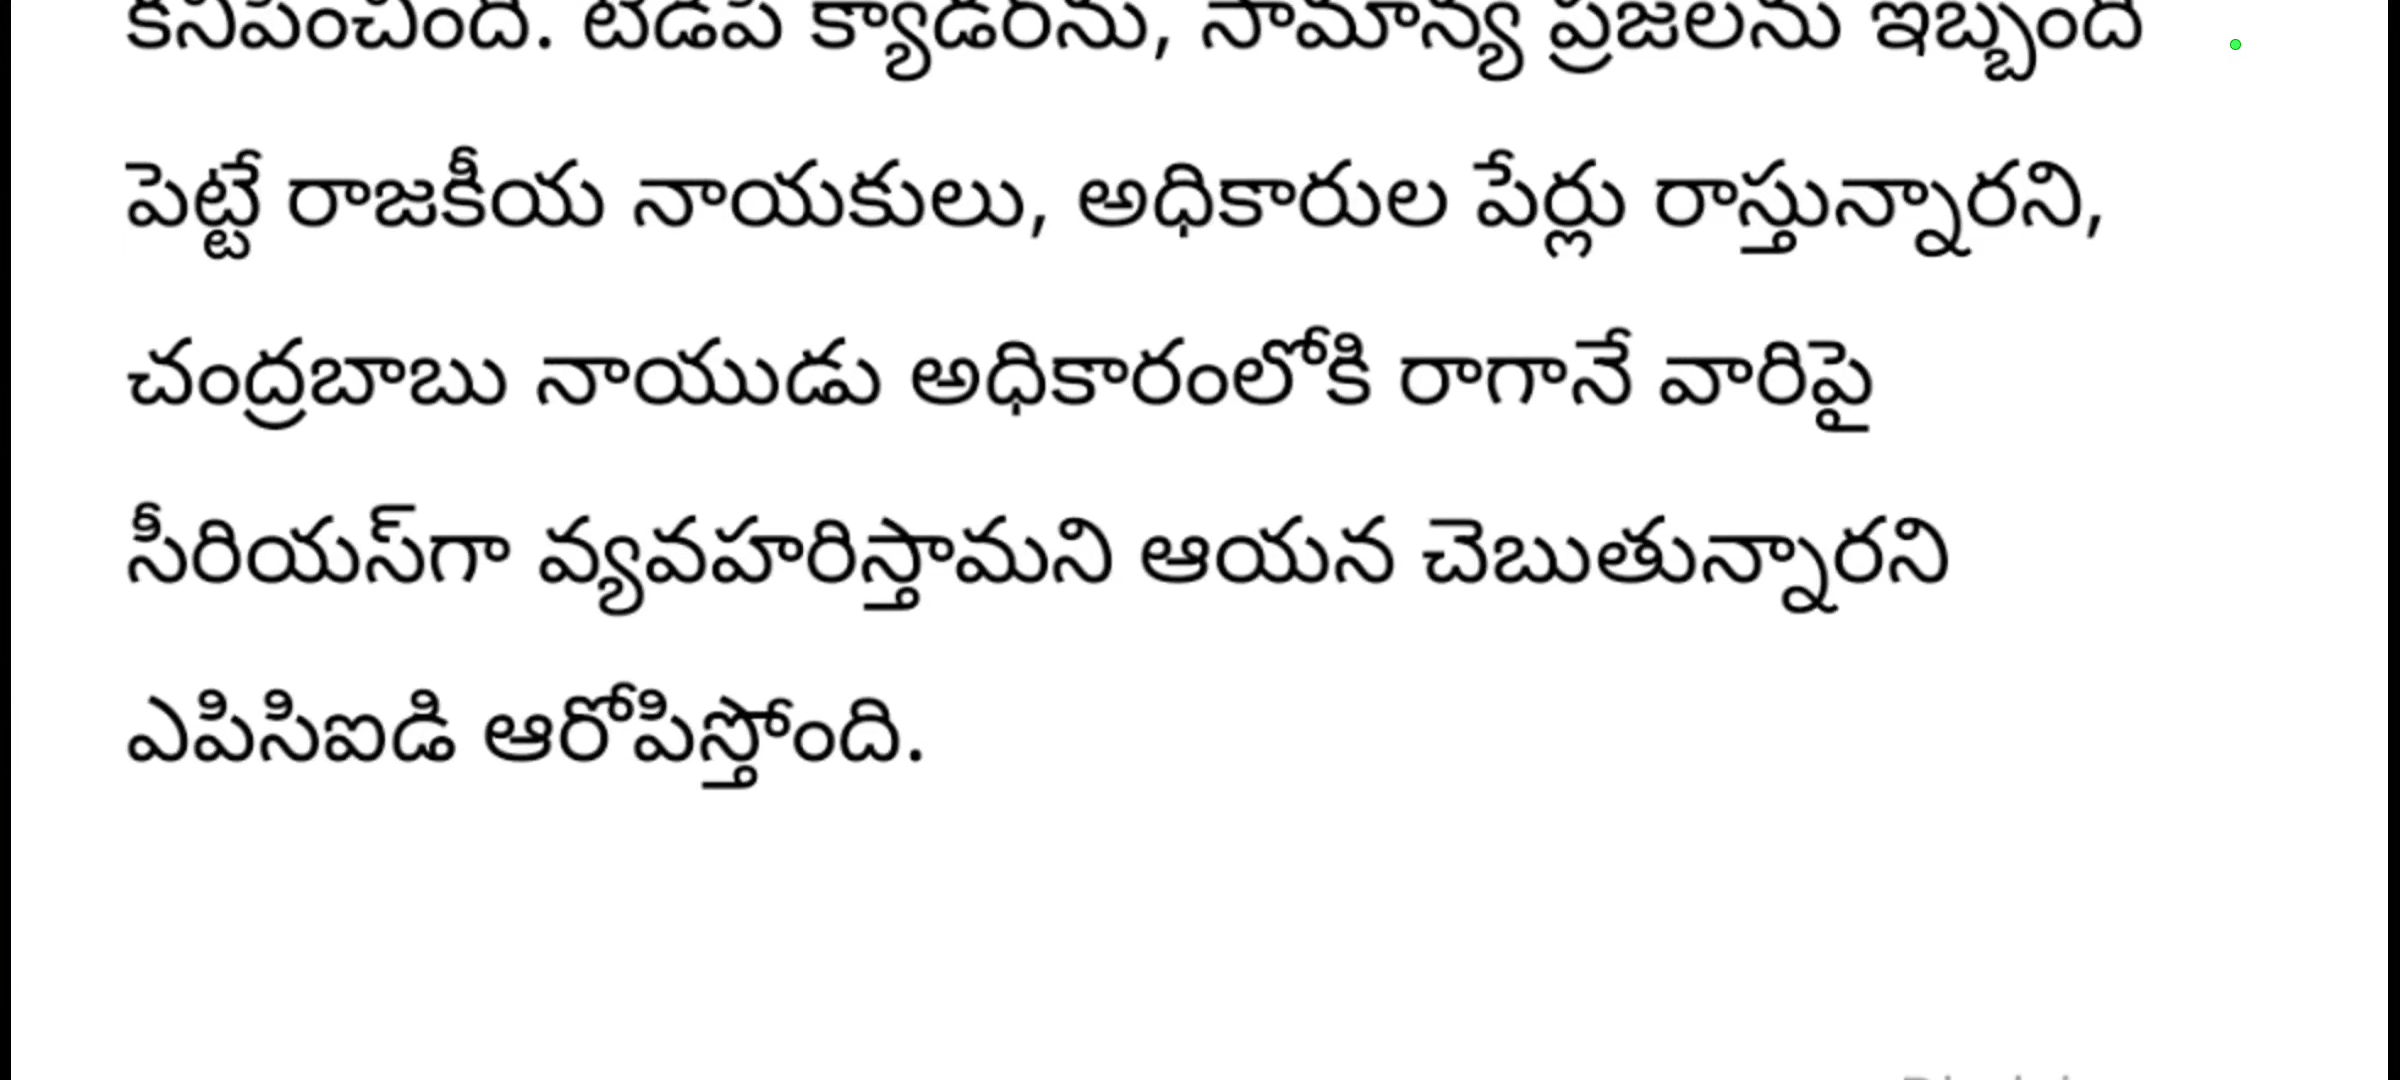 కనిపించింది. టిడిపి క్యాడర్‌ను, సామాన్య ప్రజలను ఇబ్బంది
పెట్టే రాజకీయ నాయకులు, అధికారుల పేర్లు రాస్తున్నారని,
చంద్రబాబు నాయుడు అధికారంలోకి రాగానే వారిపై
సీరియస్‌గా వ్యవహరిస్తామని ఆయన చెబుతున్నారని
ఎపిసిఐడి ఆరోపిస్తోంది.